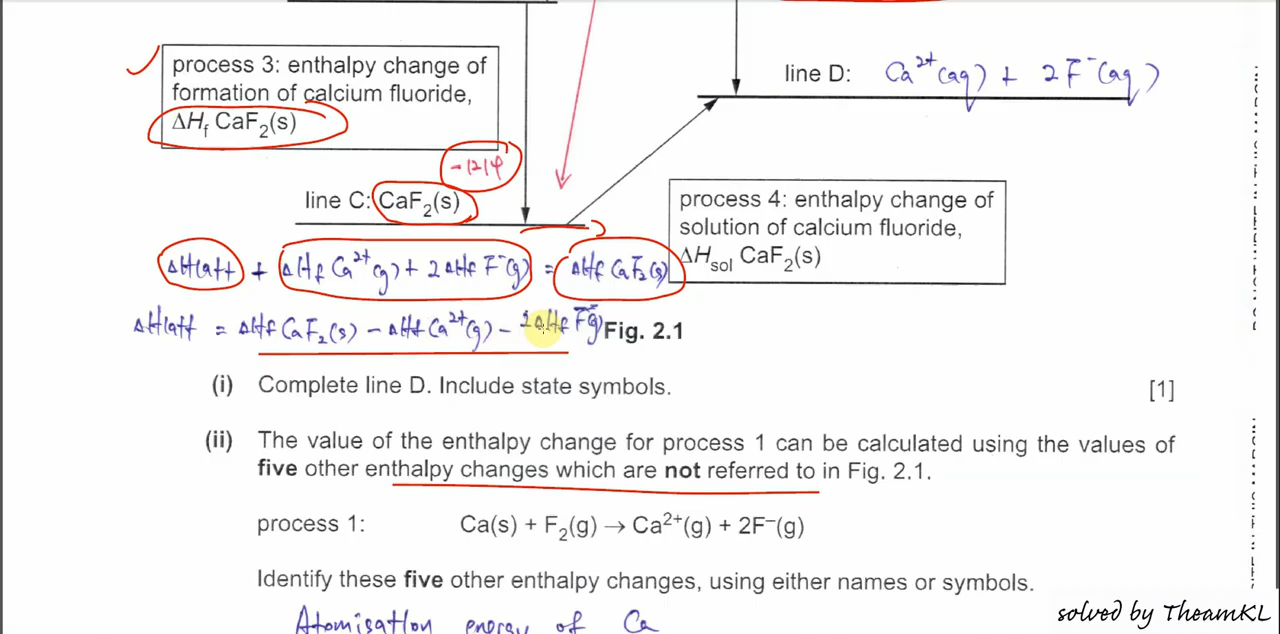 process 3: enthalpy change of
formation of calcium fluoride,
ΔHf CaF₂(s)
line D: Ca²⁺(aq) + 2F⁻(aq)
-1214
line C: CaF₂(s)
process 4: enthalpy change of
solution of calcium fluoride,
ΔHsol CaF₂(s)
ΔHlatt + ΔHf Ca²⁺(g) + 2ΔHf F⁻(g) = ΔHf CaF₂(s)
ΔHlatt = ΔHf CaF₂(s) - ΔHf Ca²⁺(g) - 2ΔHf F⁻(g)
Fig. 2.1
(i) Complete line D. Include state symbols. [1]
(ii) The value of the enthalpy change for process 1 can be calculated using the values of
five other enthalpy changes which are not referred to in Fig. 2.1.
process 1: Ca(s) + F₂(g) → Ca²⁺(g) + 2F⁻(g)
Identify these five other enthalpy changes, using either names or symbols.
Atomisation energy of Ca
solved by TheamKL